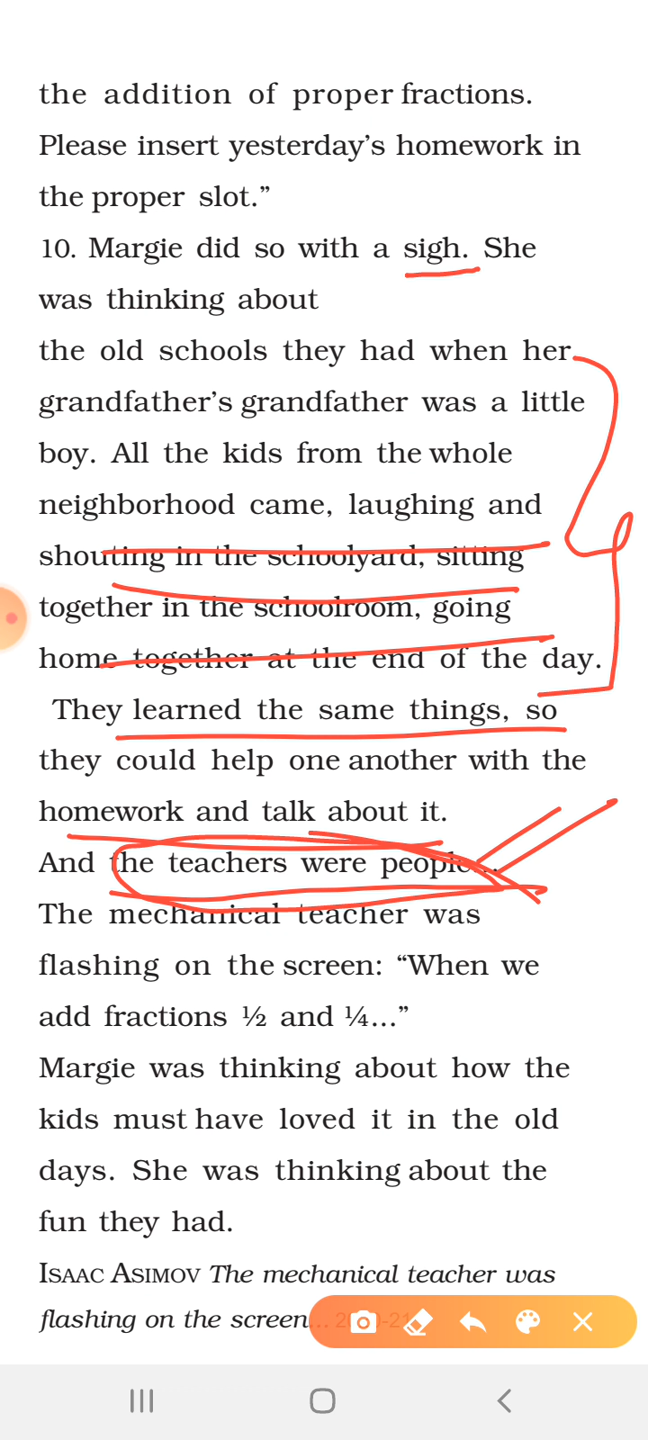 the addition of proper fractions.
Please insert yesterday’s homework in
the proper slot.”
10. Margie did so with a sigh. She
was thinking about
the old schools they had when her
grandfather’s grandfather was a little
boy. All the kids from the whole
neighborhood came, laughing and
shouting in the schoolyard, sitting
together in the schoolroom, going
home together at the end of the day.
They learned the same things, so
they could help one another with the
homework and talk about it.
And the teachers were people...
The mechanical teacher was
flashing on the screen: “When we
add fractions ½ and ¼...”
Margie was thinking about how the
kids must have loved it in the old
days. She was thinking about the
fun they had.
ISAAC ASIMOV The mechanical teacher was
flashing on the screen...